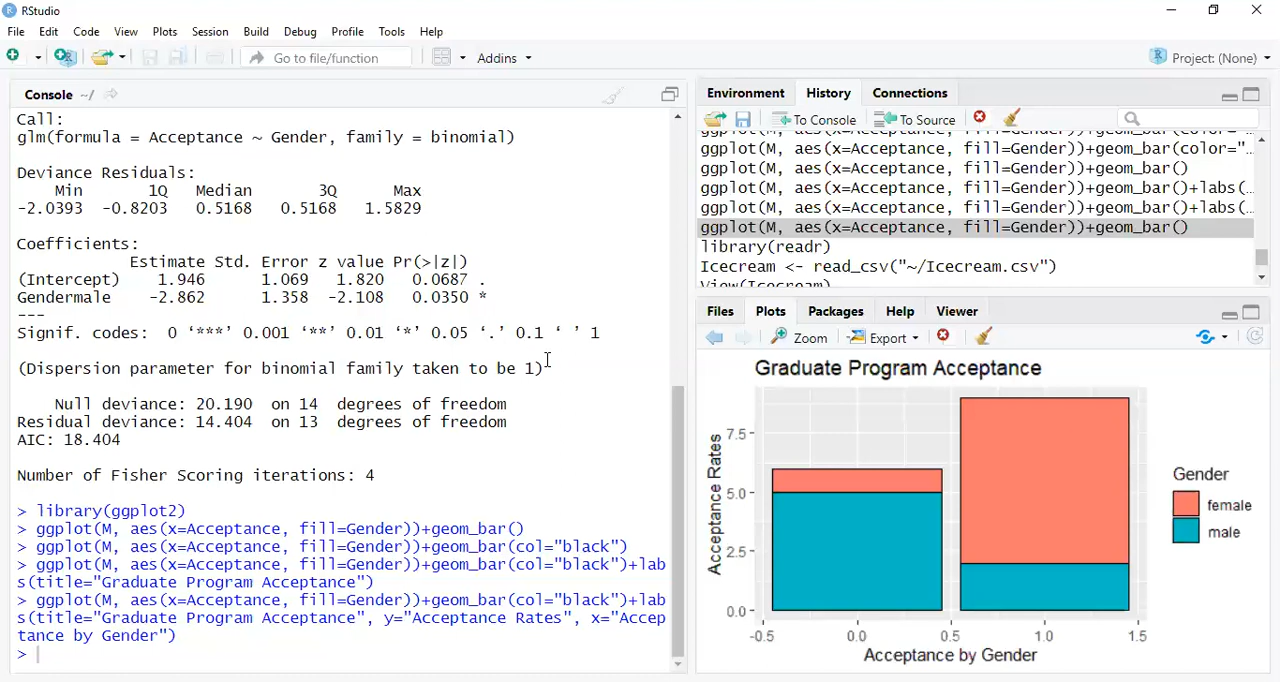 RStudio
File Edit Code View Plots Session Build Debug Profile Tools Help
Go to file/function Addins Project: (None)
Console ~/
Call:
glm(formula = Acceptance ~ Gender, family = binomial)
Deviance Residuals:
Min 1Q Median 3Q Max
-2.0393 -0.8203 0.5168 0.5168 1.5829
Coefficients:
Estimate Std. Error z value Pr(>|z|)
(Intercept) 1.946 1.069 1.820 0.0687 .
Gendermale -2.862 1.358 -2.108 0.0350 *
---
Signif. codes: 0 ‘***’ 0.001 ‘**’ 0.01 ‘*’ 0.05 ‘.’ 0.1 ‘ ’ 1
(Dispersion parameter for binomial family taken to be 1)
Null deviance: 20.190 on 14 degrees of freedom
Residual deviance: 14.404 on 13 degrees of freedom
AIC: 18.404
Number of Fisher Scoring iterations: 4
> library(ggplot2)
> ggplot(M, aes(x=Acceptance, fill=Gender))+geom_bar()
> ggplot(M, aes(x=Acceptance, fill=Gender))+geom_bar(col="black")
> ggplot(M, aes(x=Acceptance, fill=Gender))+geom_bar(col="black")+lab
s(title="Graduate Program Acceptance")
> ggplot(M, aes(x=Acceptance, fill=Gender))+geom_bar(col="black")+lab
s(title="Graduate Program Acceptance", y="Acceptance Rates", x="Accep
tance by Gender")
>
Environment History Connections
To Console To Source
ggplot(M, aes(x=Acceptance, fill=Gender))+geom_bar(color=…
ggplot(M, aes(x=Acceptance, fill=Gender))+geom_bar(color="…
ggplot(M, aes(x=Acceptance, fill=Gender))+geom_bar()
ggplot(M, aes(x=Acceptance, fill=Gender))+geom_bar()+labs(…
ggplot(M, aes(x=Acceptance, fill=Gender))+geom_bar()+labs(…
ggplot(M, aes(x=Acceptance, fill=Gender))+geom_bar()
library(readr)
Icecream <- read_csv("~/Icecream.csv")
View(Icecream)
Files Plots Packages Help Viewer
Zoom Export
Graduate Program Acceptance
Acceptance Rates
7.5
5.0
2.5
0.0
-0.5 0.0 0.5 1.0 1.5
Acceptance by Gender
Gender
female
male